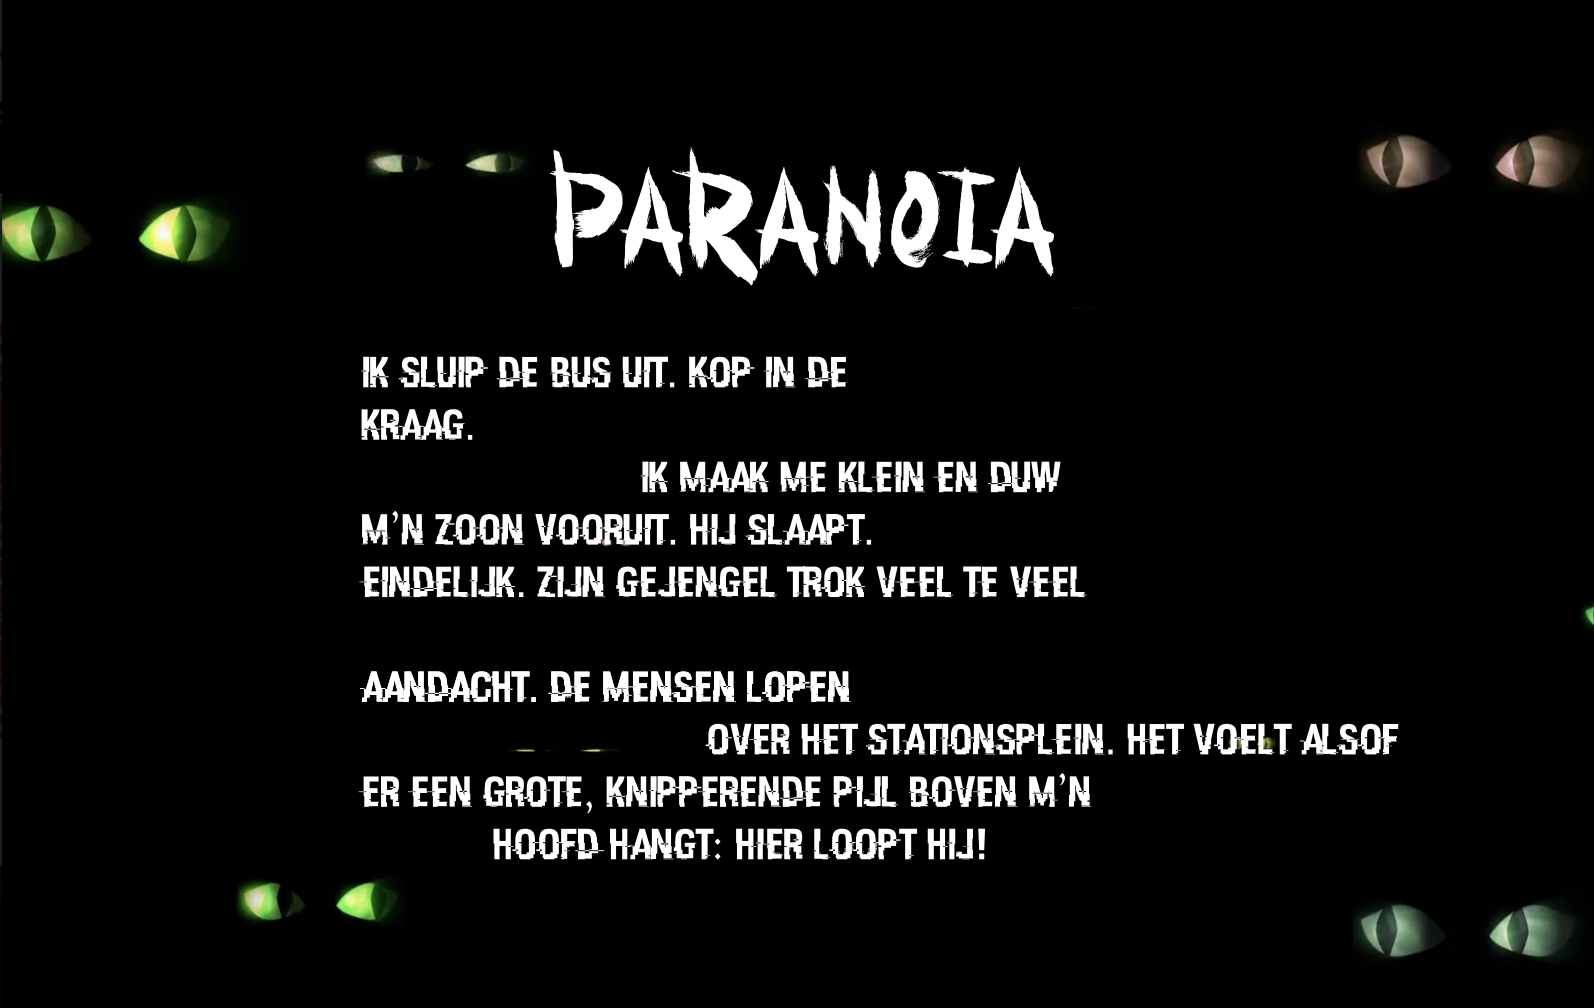 PARANOIA
IK SLUIP DE BUS UIT. KOP IN DE
KRAAG.
IK MAAK ME KLEIN EN DUW
M'N ZOON VOORUIT. HIJ SLAAPT.
EINDELIJK. ZIJN GEJENGEL TROK VEEL TE VEEL
AANDACHT. DE MENSEN LOPEN
OVER HET STATIONSPLEIN. HET VOELT ALSOF
ER EEN GROTE, KNIPPERENDE PIJL BOVEN M'N
HOOFD HANGT: HIER LOOPT HIJ!